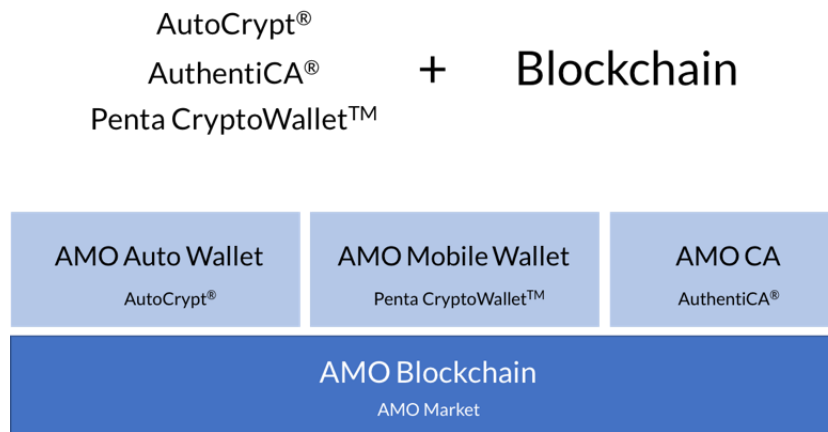 AutoCrypt®
AuthentiCA® + Blockchain
Penta CryptoWallet™
AMO Auto Wallet
AutoCrypt®
AMO Mobile Wallet
Penta CryptoWallet™
AMO CA
AuthentiCA®
AMO Blockchain
AMO Market